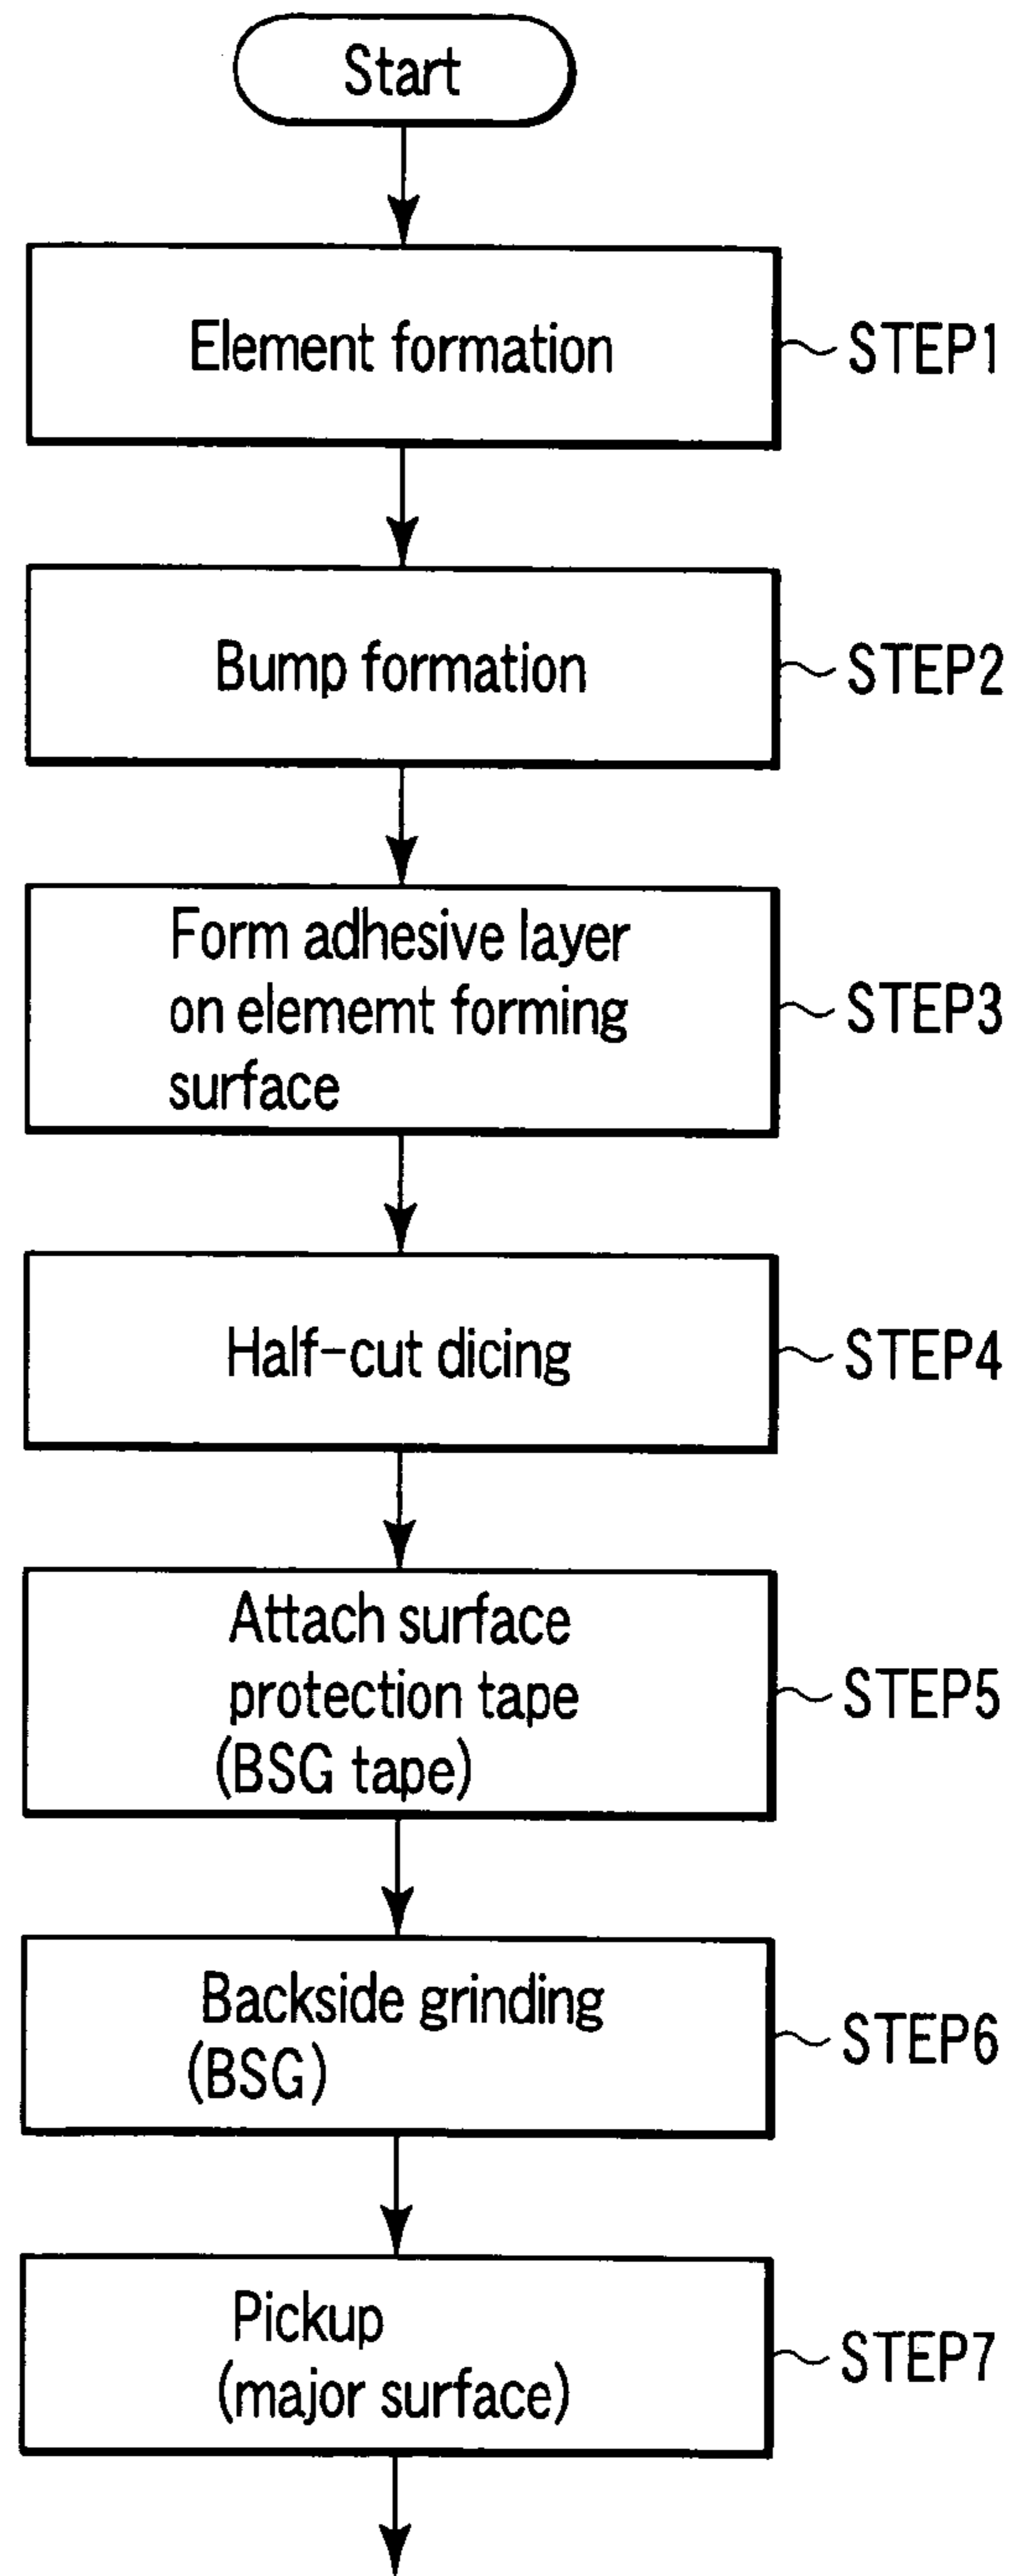 Start
Element formation
STEP1
Bump formation
STEP2
Form adhesive layer
on elememt forming
surface
STEP3
Half-cut dicing
STEP4
Attach surface
protection tape
(BSG tape)
STEP5
Backside grinding
(BSG)
STEP6
Pickup
(major surface)
STEP7